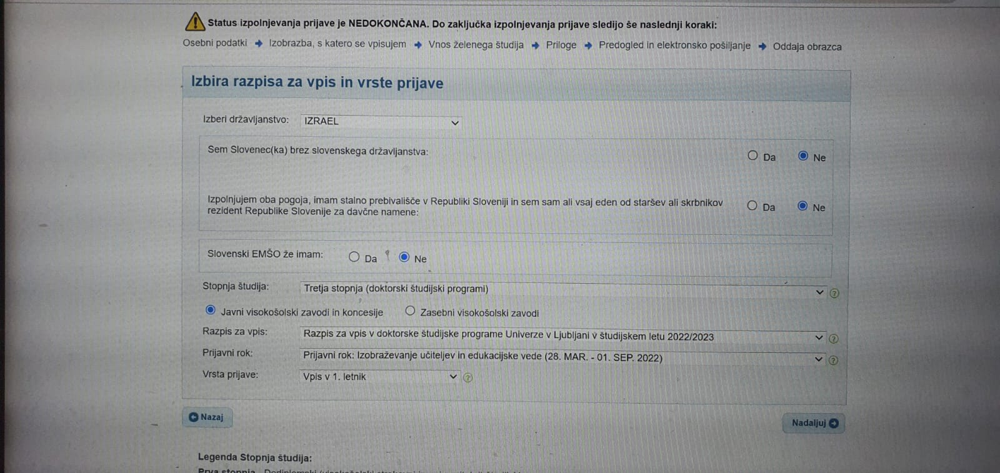 Status izpolnjevanja prijave je NEDOKONČANA. Do zaključka izpolnjevanja prijave sledijo še naslednji koraki:
Osebni podatki Izobrazba, s katero se vpisujem Vnos želenega študija Priloge Predogled in elektronsko pošiljanje Oddaja obrazca
Izbira razpisa za vpis in vrste prijave
Izberi državljanstvo: IZRAEL
Sem Slovenec(ka) brez slovenskega državljanstva: Da Ne
Izpolnjujem oba pogoja, imam stalno prebivališče v Republiki Sloveniji in sem sam ali vsaj eden od staršev ali skrbnikov
rezident Republike Slovenije za davčne namene: Da Ne
Slovenski EMŠO že imam: Da Ne
Stopnja študija: Tretja stopnja (doktorski študijski programi) ?
Javni visokošolski zavodi in koncesije Zasebni visokošolski zavodi
Razpis za vpis: Razpis za vpis v doktorske študijske programe Univerze v Ljubljani v študijskem letu 2022/2023 ?
Prijavni rok: Prijavni rok: Izobraževanje učiteljev in edukacijske vede (28. MAR. - 01. SEP. 2022) ?
Vrsta prijave: Vpis v 1. letnik ?
Nazaj Nadaljuj
Legenda Stopnja študija:
Prva stopnja